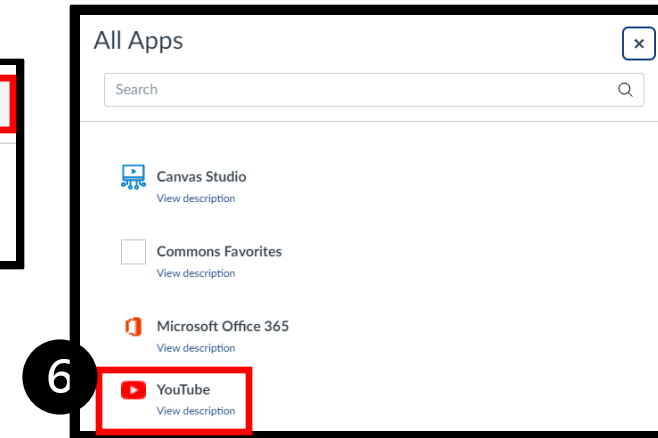 All Apps
×
Search
Canvas Studio
View description
Commons Favorites
View description
Microsoft Office 365
View description
6
YouTube
View description